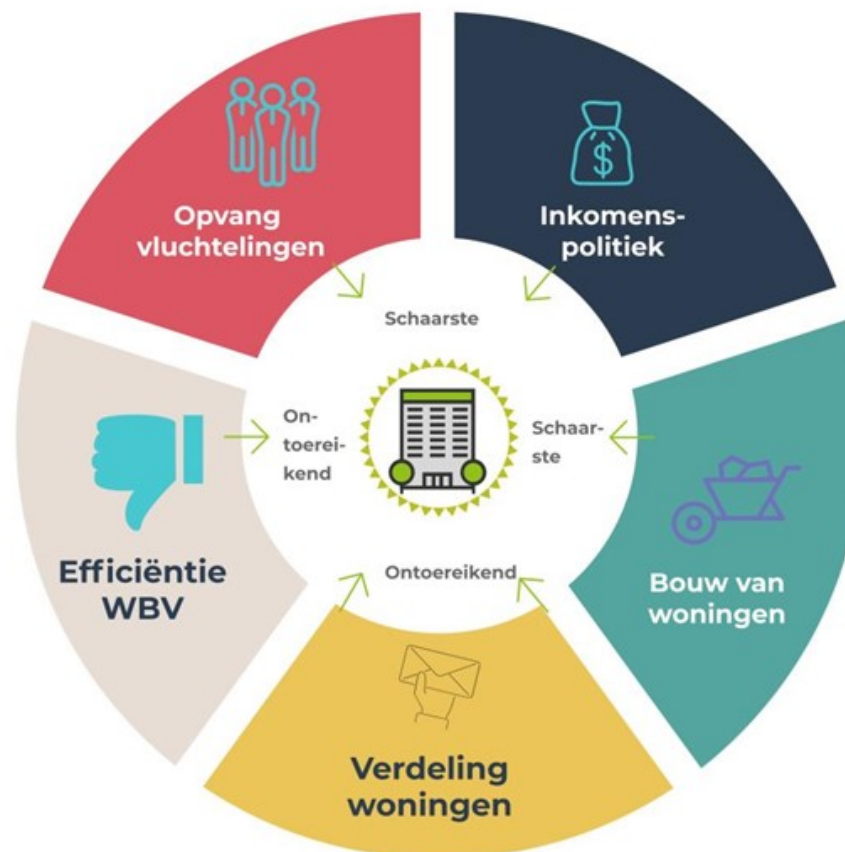 Opvang
vluchtelingen
Inkomens-
politiek
Schaarste
On-
toerei-
kend
Schaar-
ste
Efficiëntie
WBV
Ontoereikend
Bouw van
woningen
Verdeling
woningen
$